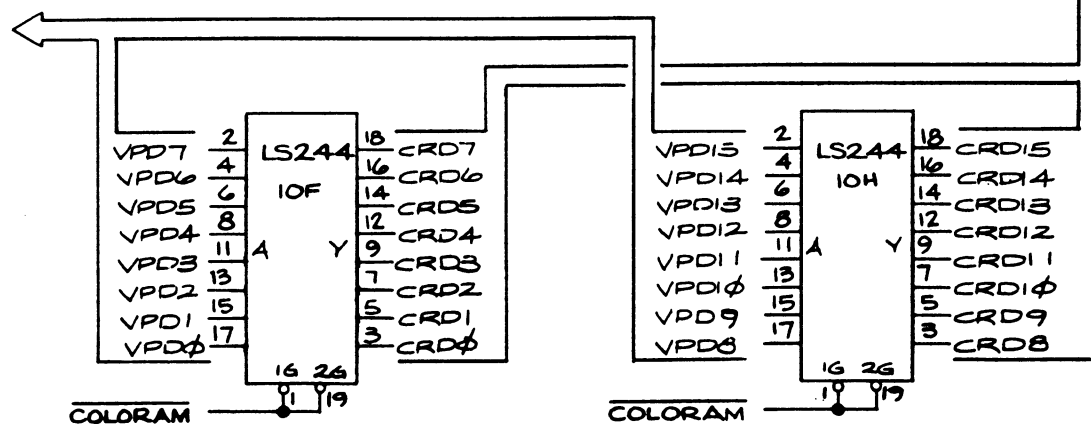 2 18 2 18
VPD7 LS244 CRD7 VPD15 LS244 CRD15
4 16 4 16
VPD6 CRD6 VPD14 CRD14
10F 10H
6 14 6 14
VPD5 CRD5 VPD13 CRD13
8 12 8 12
VPD4 CRD4 VPD12 CRD12
11 A Y 9 11 A Y 9
VPD3 CRD3 VPD11 CRD11
13 7 13 7
VPD2 CRD2 VPD1Ø CRD1Ø
15 5 15 5
VPD1 CRD1 VPD9 CRD9
17 3 17 3
VPDØ CRDØ VPD8 CRD8
1G 2G 1G 2G
1 19 1 19
COLORAM COLORAM